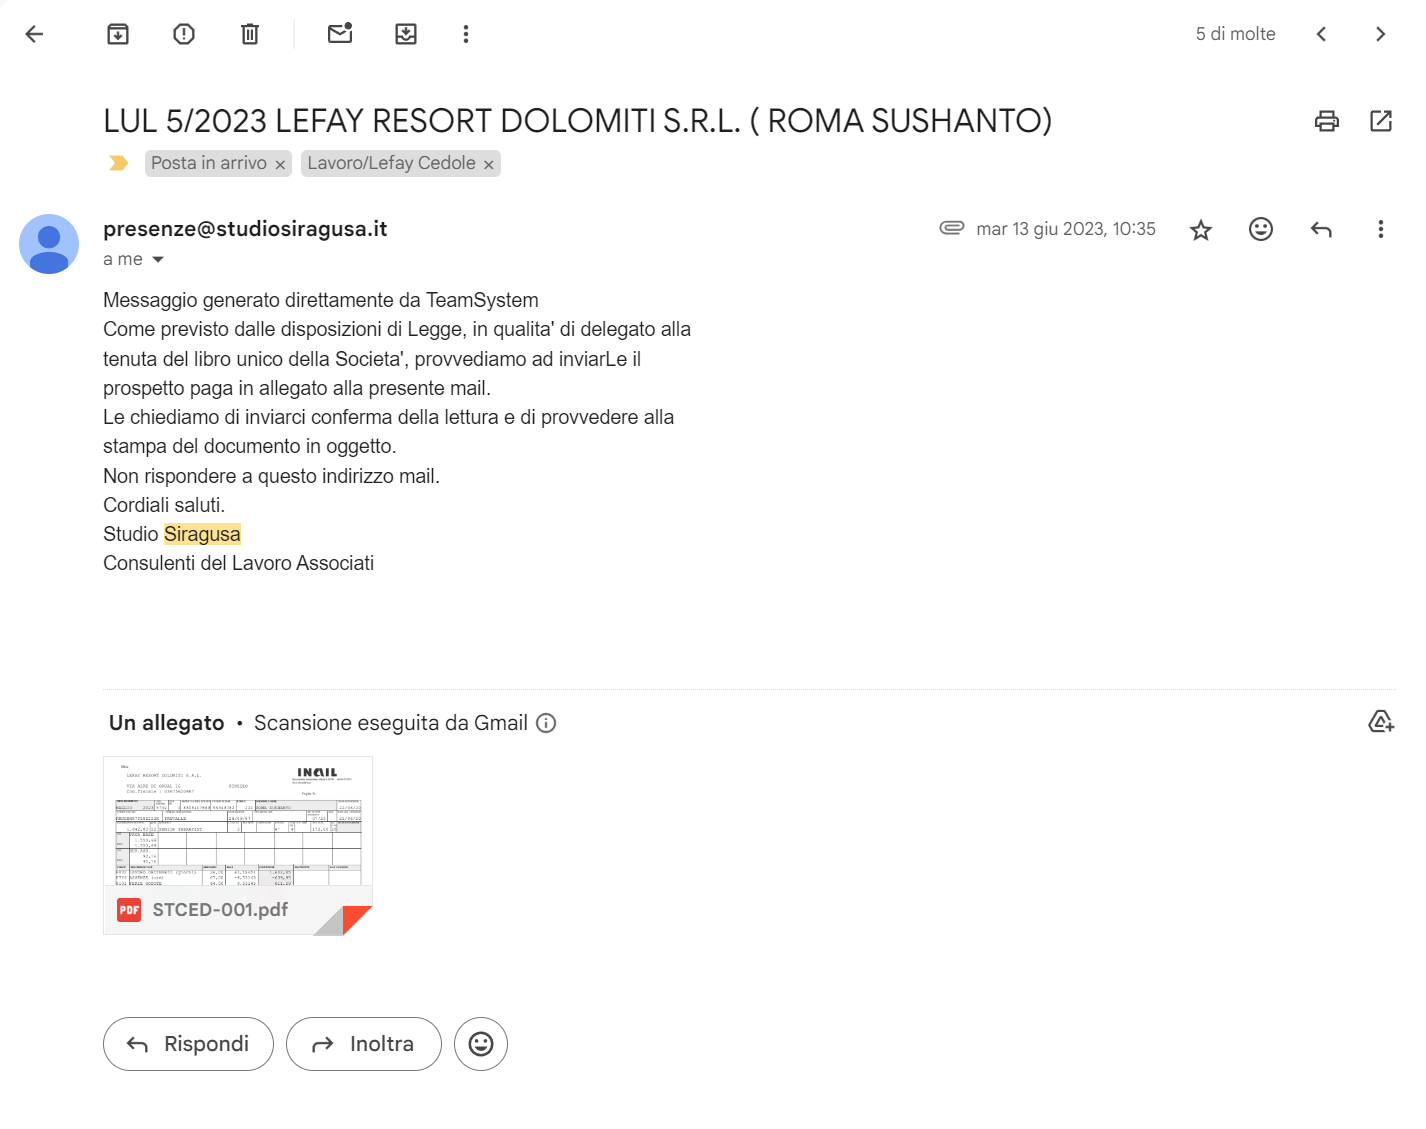 5 di molte
LUL 5/2023 LEFAY RESORT DOLOMITI S.R.L. ( ROMA SUSHANTO)
Posta in arrivo × Lavoro/Lefay Cedole ×
presenze@studiosiragusa.it
mar 13 giu 2023, 10:35
a me
Messaggio generato direttamente da TeamSystem
Come previsto dalle disposizioni di Legge, in qualita' di delegato alla
tenuta del libro unico della Societa', provvediamo ad inviarLe il
prospetto paga in allegato alla presente mail.
Le chiediamo di inviarci conferma della lettura e di provvedere alla
stampa del documento in oggetto.
Non rispondere a questo indirizzo mail.
Cordiali saluti.
Studio Siragusa
Consulenti del Lavoro Associati
Un allegato • Scansione eseguita da Gmail
INAIL
LEFAY RESORT DOLOMITI S.R.L.
PDF STCED-001.pdf
Rispondi
Inoltra